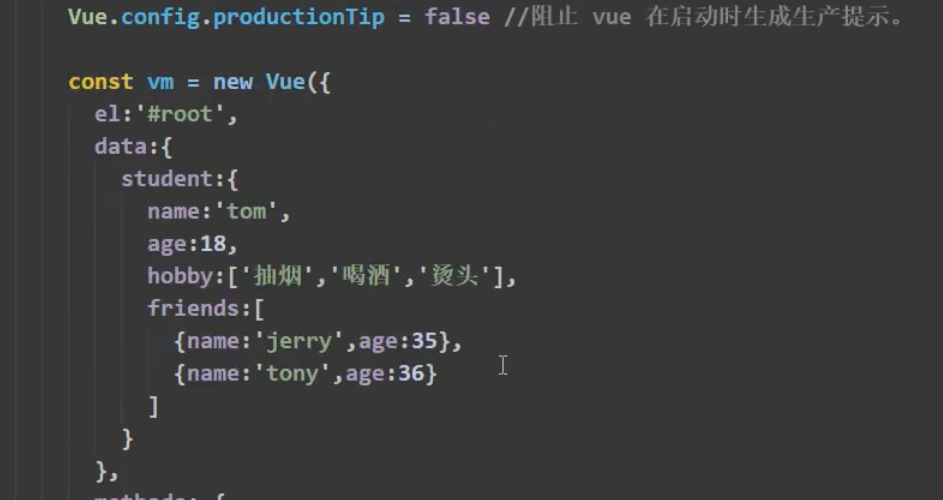 Vue.config.productionTip = false //阻止 vue 在启动时生成生产提示。
const vm = new Vue({
el:'#root',
data:{
student:{
name:'tom',
age:18,
hobby:['抽烟','喝酒','烫头'],
friends:[
{name:'jerry',age:35},
{name:'tony',age:36}
]
}
},
methods: {